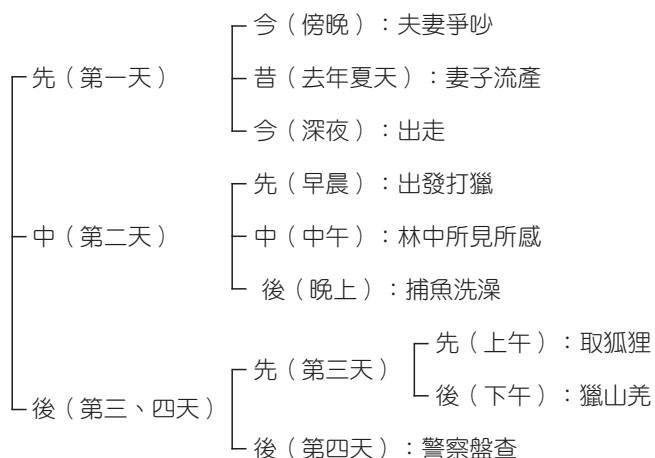 今（傍晚）：夫妻爭吵
先（第一天）
昔（去年夏天）：妻子流產
今（深夜）：出走
先（早晨）：出發打獵
中（第二天）
中（中午）：林中所見所感
後（晚上）：捕魚洗澡
先（上午）：取狐狸
先（第三天）
後（下午）：獵山羌
後（第三、四天）
後（第四天）：警察盤查